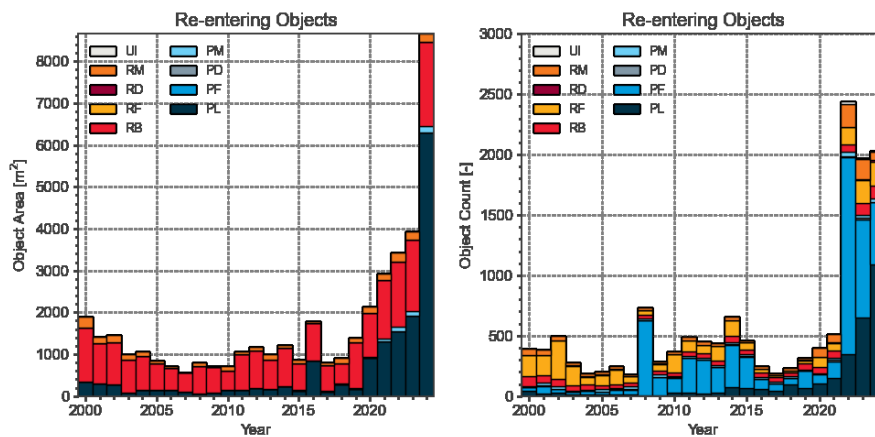 Re-entering Objects
8000
7000
6000
5000
4000
3000
2000
1000
0
Object Area [m²]
UI
RM
RD
RF
RB
PM
PD
PF
PL
2000
2005
2010
2015
2020
Year
Re-entering Objects
3000
2500
2000
1500
1000
500
0
Object Count [-]
UI
RM
RD
RF
RB
PM
PD
PF
PL
2000
2005
2010
2015
2020
Year